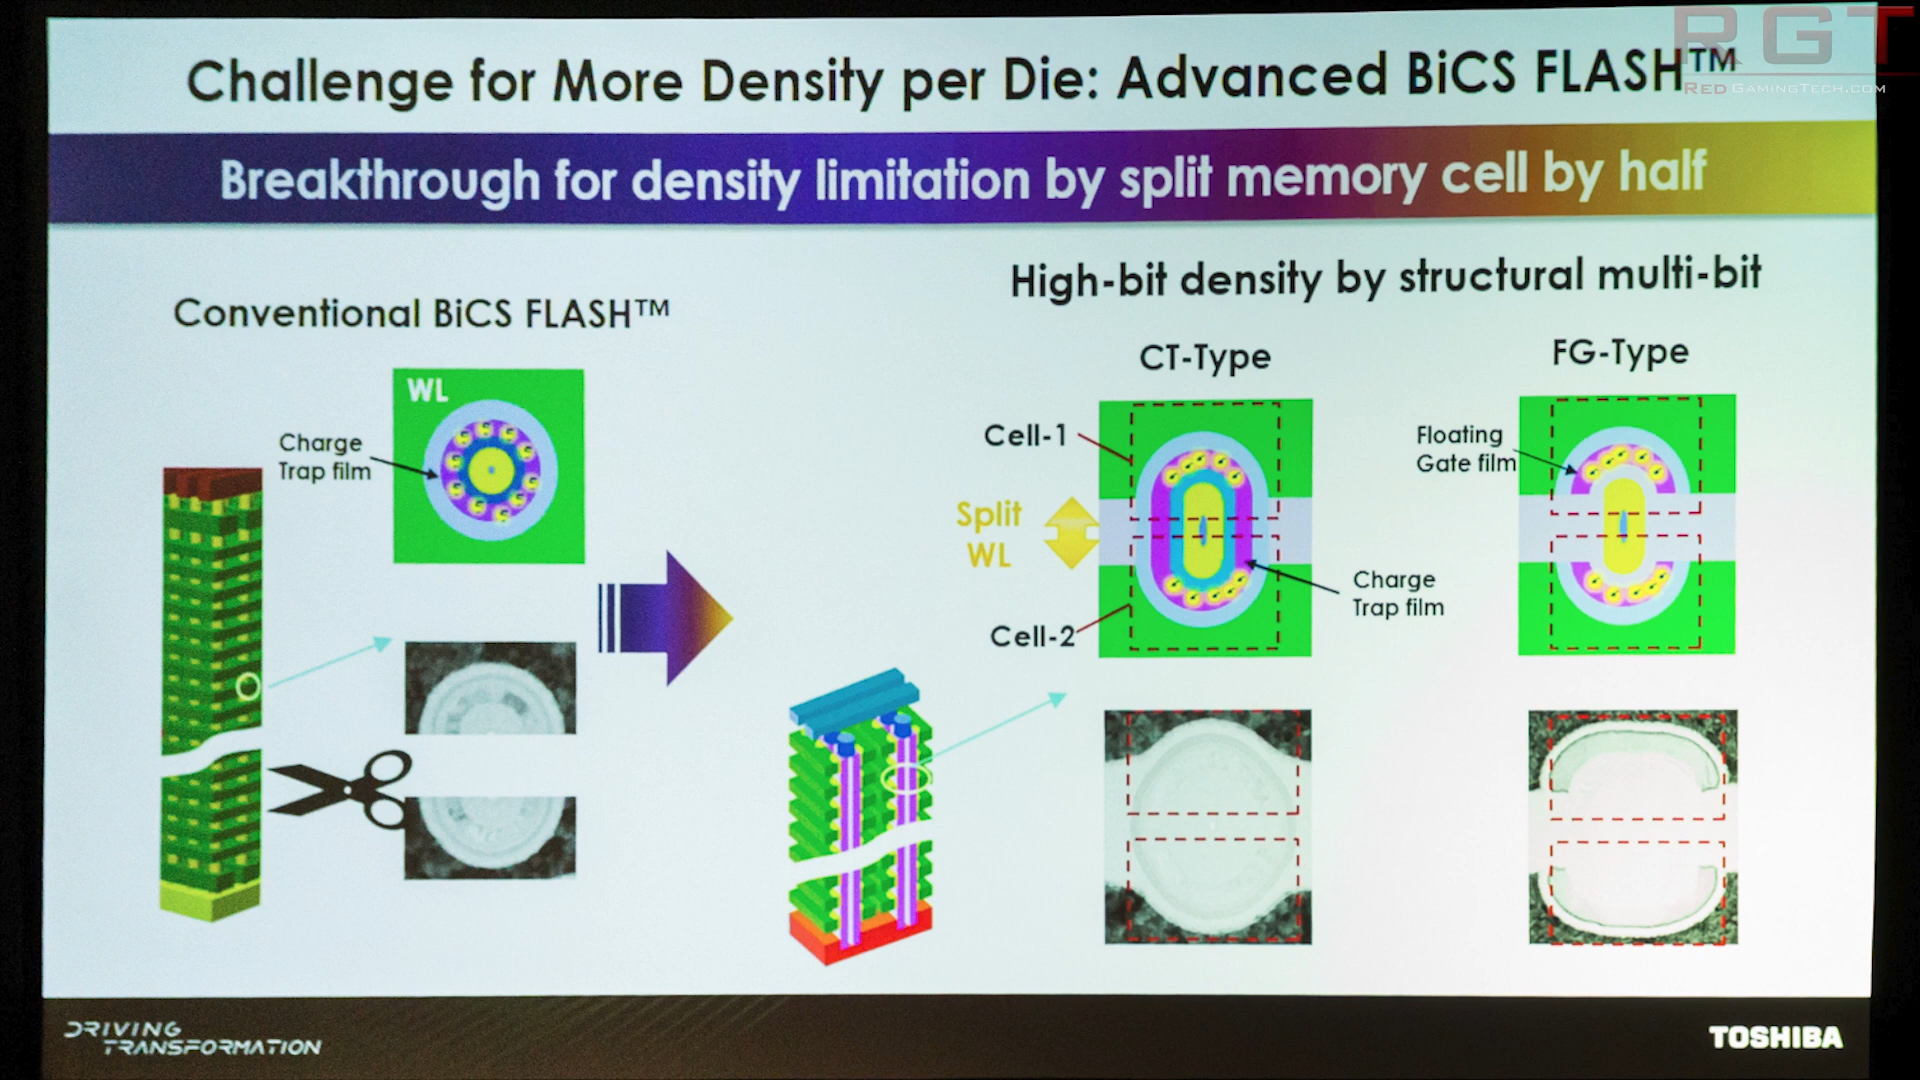 RGT
RED GAMINGTECH.COM
Challenge for More Density per Die: Advanced BiCS FLASH™
Breakthrough for density limitation by split memory cell by half
Conventional BiCS FLASH™
WL
Charge
Trap film
High-bit density by structural multi-bit
CT-Type
FG-Type
Cell-1
Split
WL
Cell-2
Charge
Trap film
Floating
Gate film
DRIVING
TRANSFORMATION
TOSHIBA